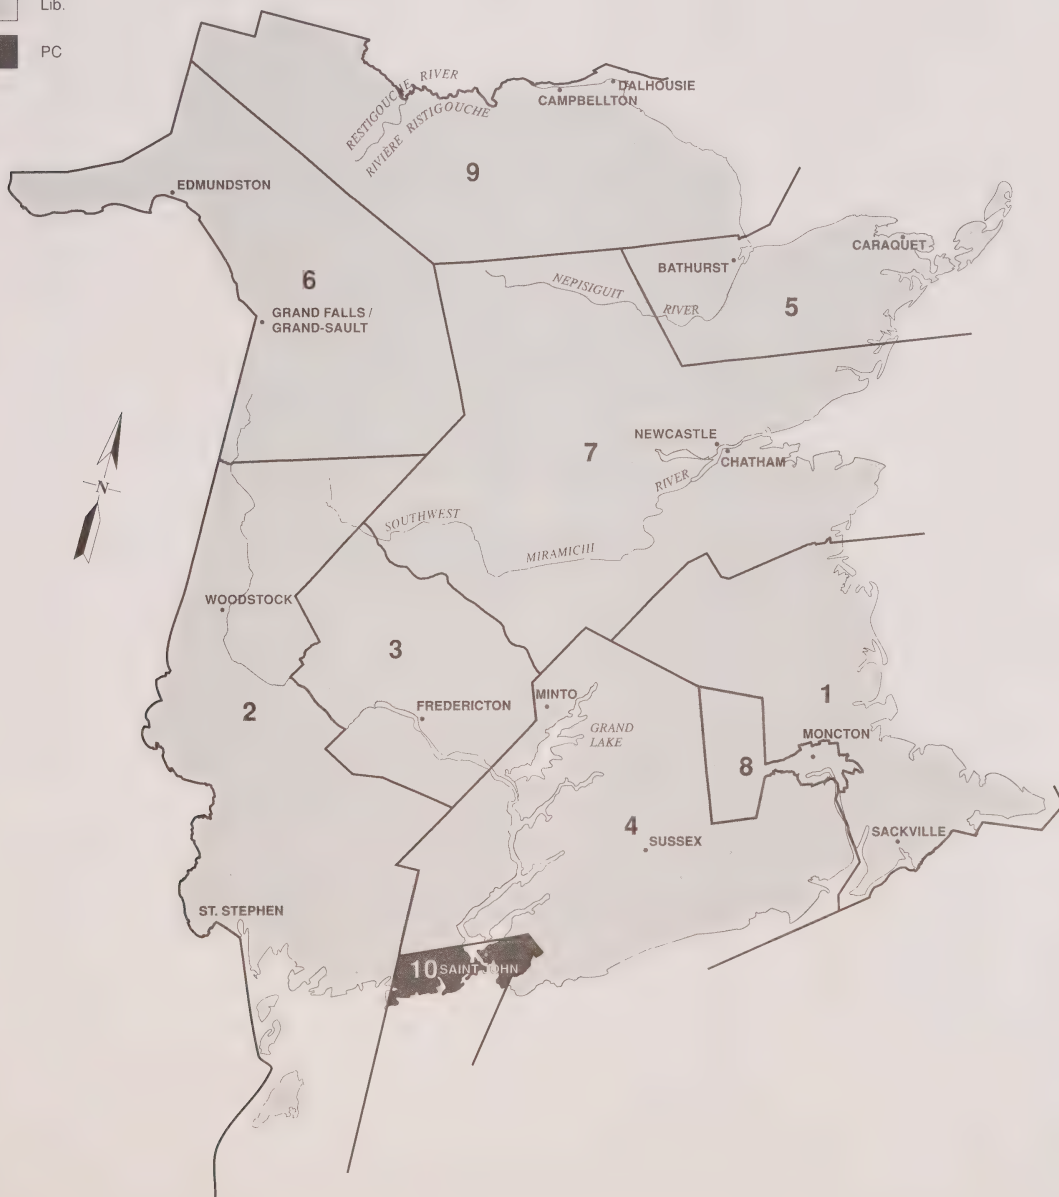 Lib.
PC
RESTIGOUCHE RIVER
RIVIÈRE RISTIGOUCHE
DALHOUSIE
CAMPBELLTON
9
EDMUNDSTON
CARAQUET
BATHURST
6
NEPISIGUIT
RIVER
5
GRAND FALLS /
GRAND-SAULT
NEWCASTLE
7
CHATHAM
RIVER
N
SOUTHWEST
MIRAMICHI
WOODSTOCK
3
MINTO
1
2
FREDERICTON
GRAND
LAKE
MONCTON
8
4
SUSSEX
SACKVILLE
ST. STEPHEN
10
SAINT JOHN